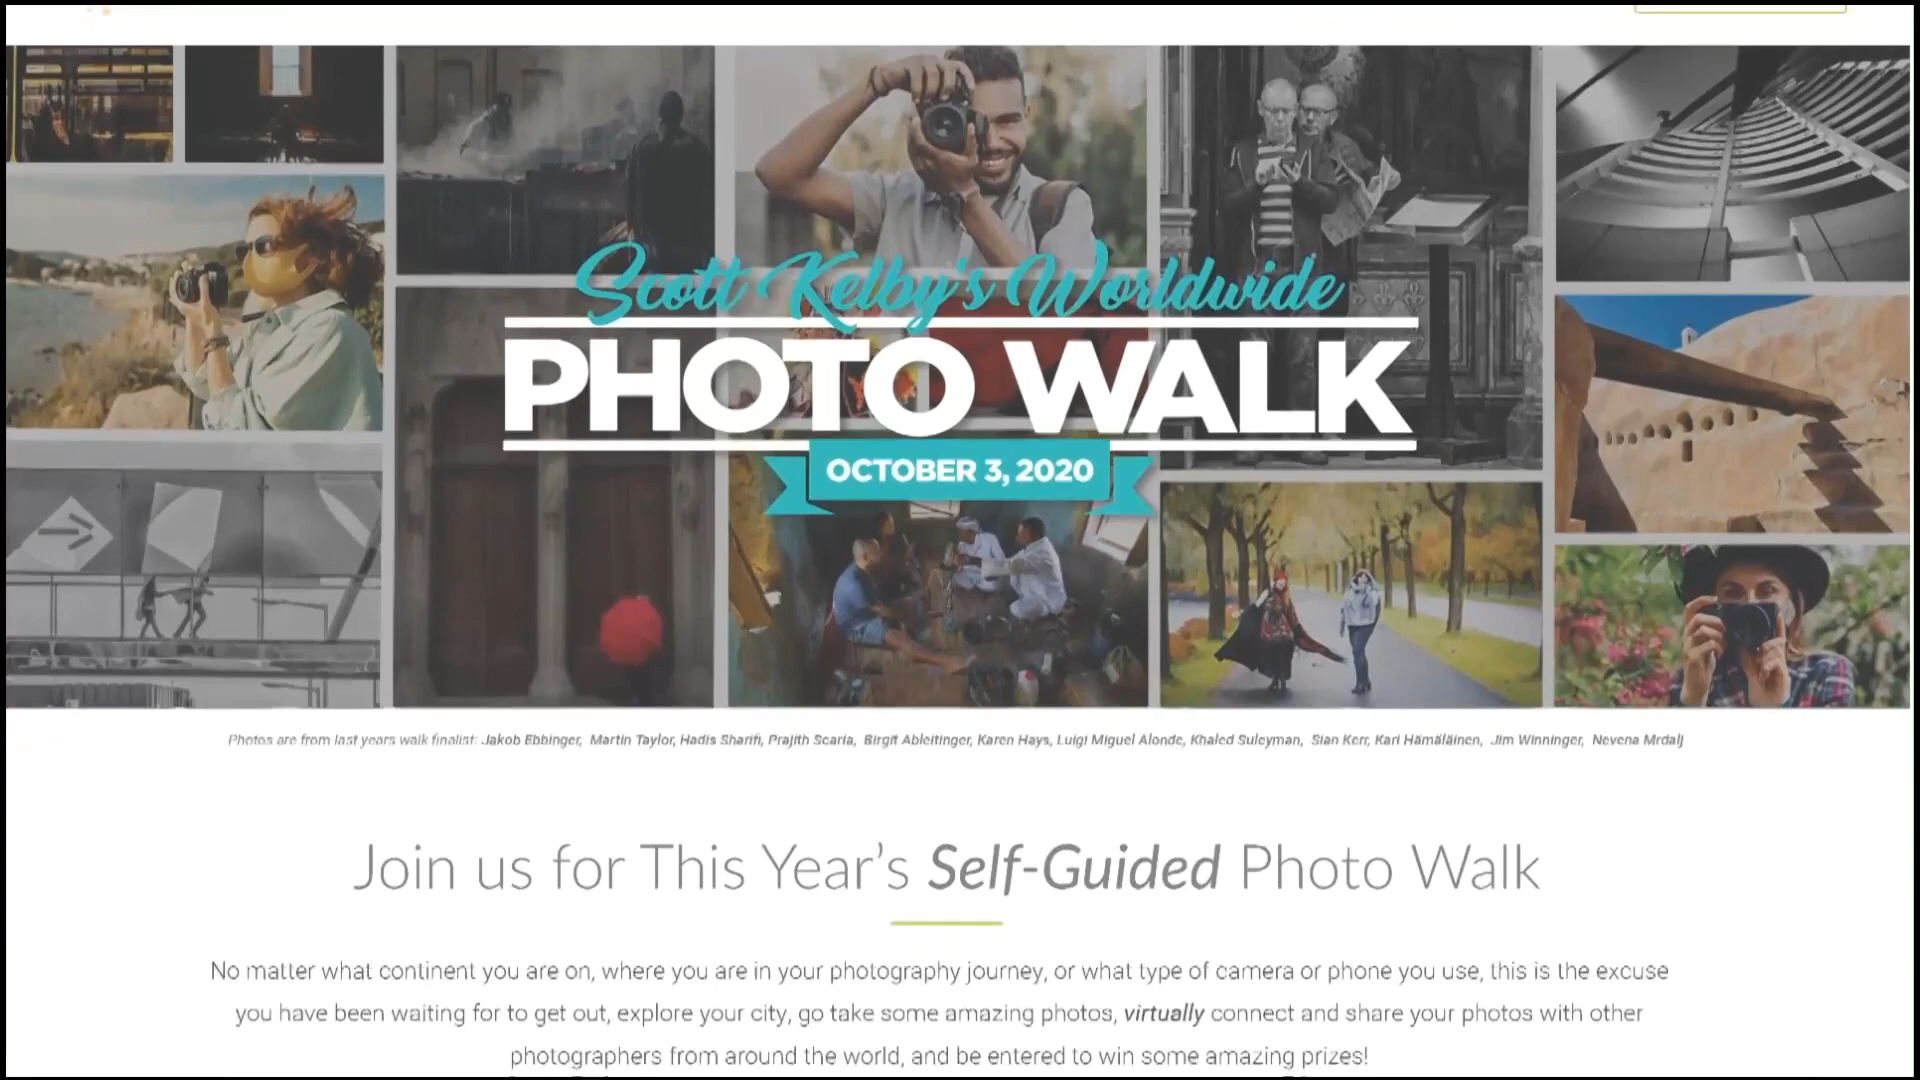 Scott Kelby's Worldwide
PHOTO WALK
OCTOBER 3, 2020
Photos are from last years walk finalist: Jakob Ebbinger, Martin Taylor, Hadis Sharifi, Prajith Scaria, Birgit Ableitinger, Karen Hays, Luigi Miguel Alonde, Khaled Suleyman, Sian Kerr, Kari Hämäläinen, Jim Winninger, Nevena Mrdalj
Join us for This Year’s Self-Guided Photo Walk
No matter what continent you are on, where you are in your photography journey, or what type of camera or phone you use, this is the excuse
you have been waiting for to get out, explore your city, go take some amazing photos, virtually connect and share your photos with other
photographers from around the world, and be entered to win some amazing prizes!